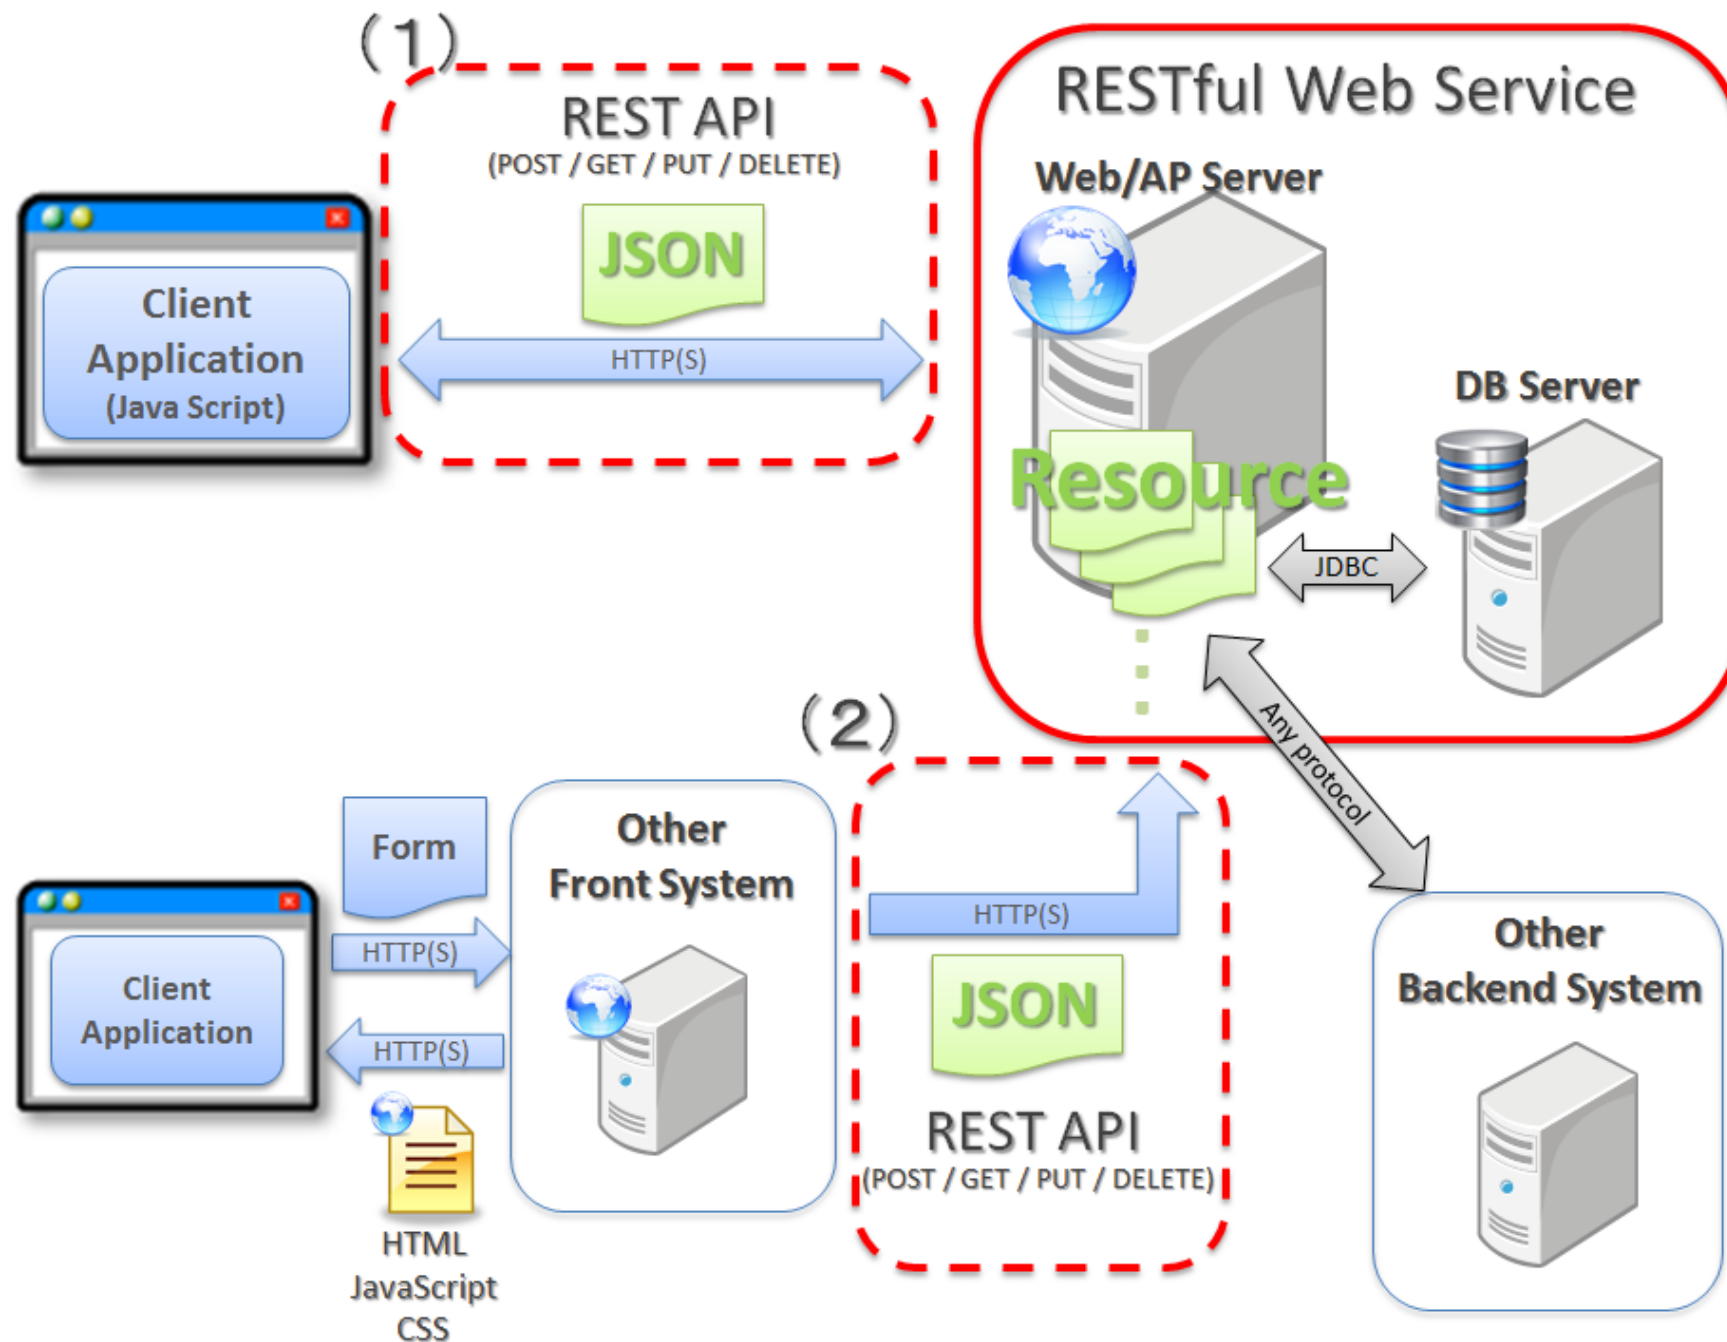 (1)
REST API
(POST / GET / PUT / DELETE)
JSON
HTTP(S)
Client
Application
(Java Script)
RESTful Web Service
Web/AP Server
DB Server
Resource
JDBC
Any protocol
(2)
Form
HTTP(S)
Client
Application
HTTP(S)
HTML
JavaScript
CSS
Other
Front System
HTTP(S)
JSON
REST API
(POST / GET / PUT / DELETE)
Other
Backend System